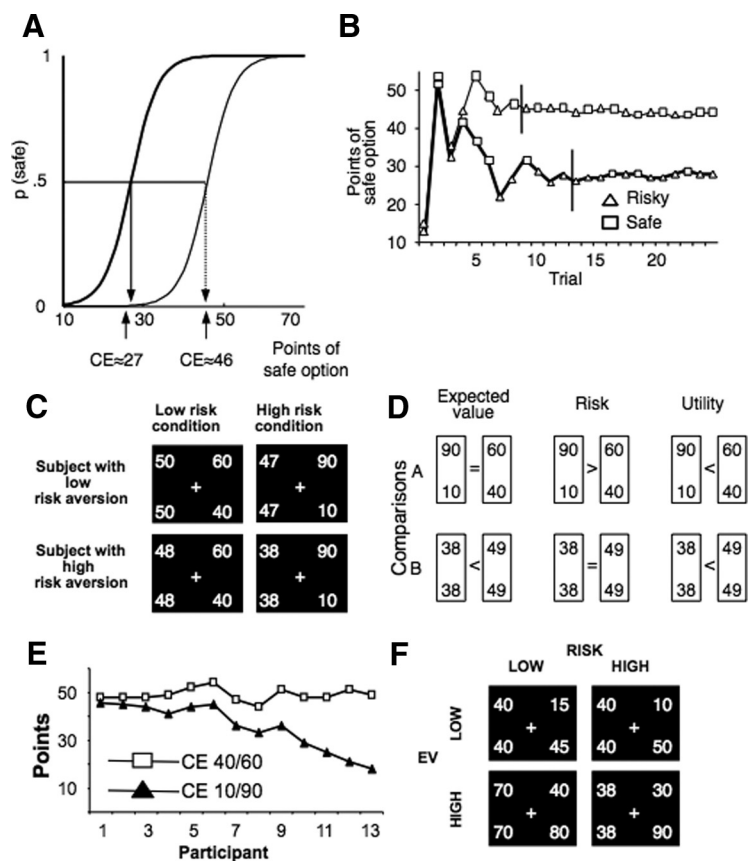 A
1
p (safe)
.5
0
10 30 50 70
CE≈27 CE≈46
Points of
safe option
B
Points of
safe option
50
40
30
20
10
Risky
Safe
5 10 15 20
Trial
C
Low risk
condition
High risk
condition
Subject with
low
risk aversion
50 60
+
50 40
47 90
+
47 10
Subject with
high
risk aversion
48 60
+
48 40
38 90
+
38 10
D
Expected
value
Risk
Utility
Comparisons
A
90 60
=
10 40
90 60
>
10 40
90 60
<
10 40
B
38 49
<
38 49
38 49
=
38 49
38 49
<
38 49
E
Points
50
30
10
CE 40/60
CE 10/90
1 3 5 7 9 11 13
Participant
F
RISK
LOW HIGH
EV
LOW
40 15
+
40 45
40 10
+
40 50
HIGH
70 40
+
70 80
38 30
+
38 90